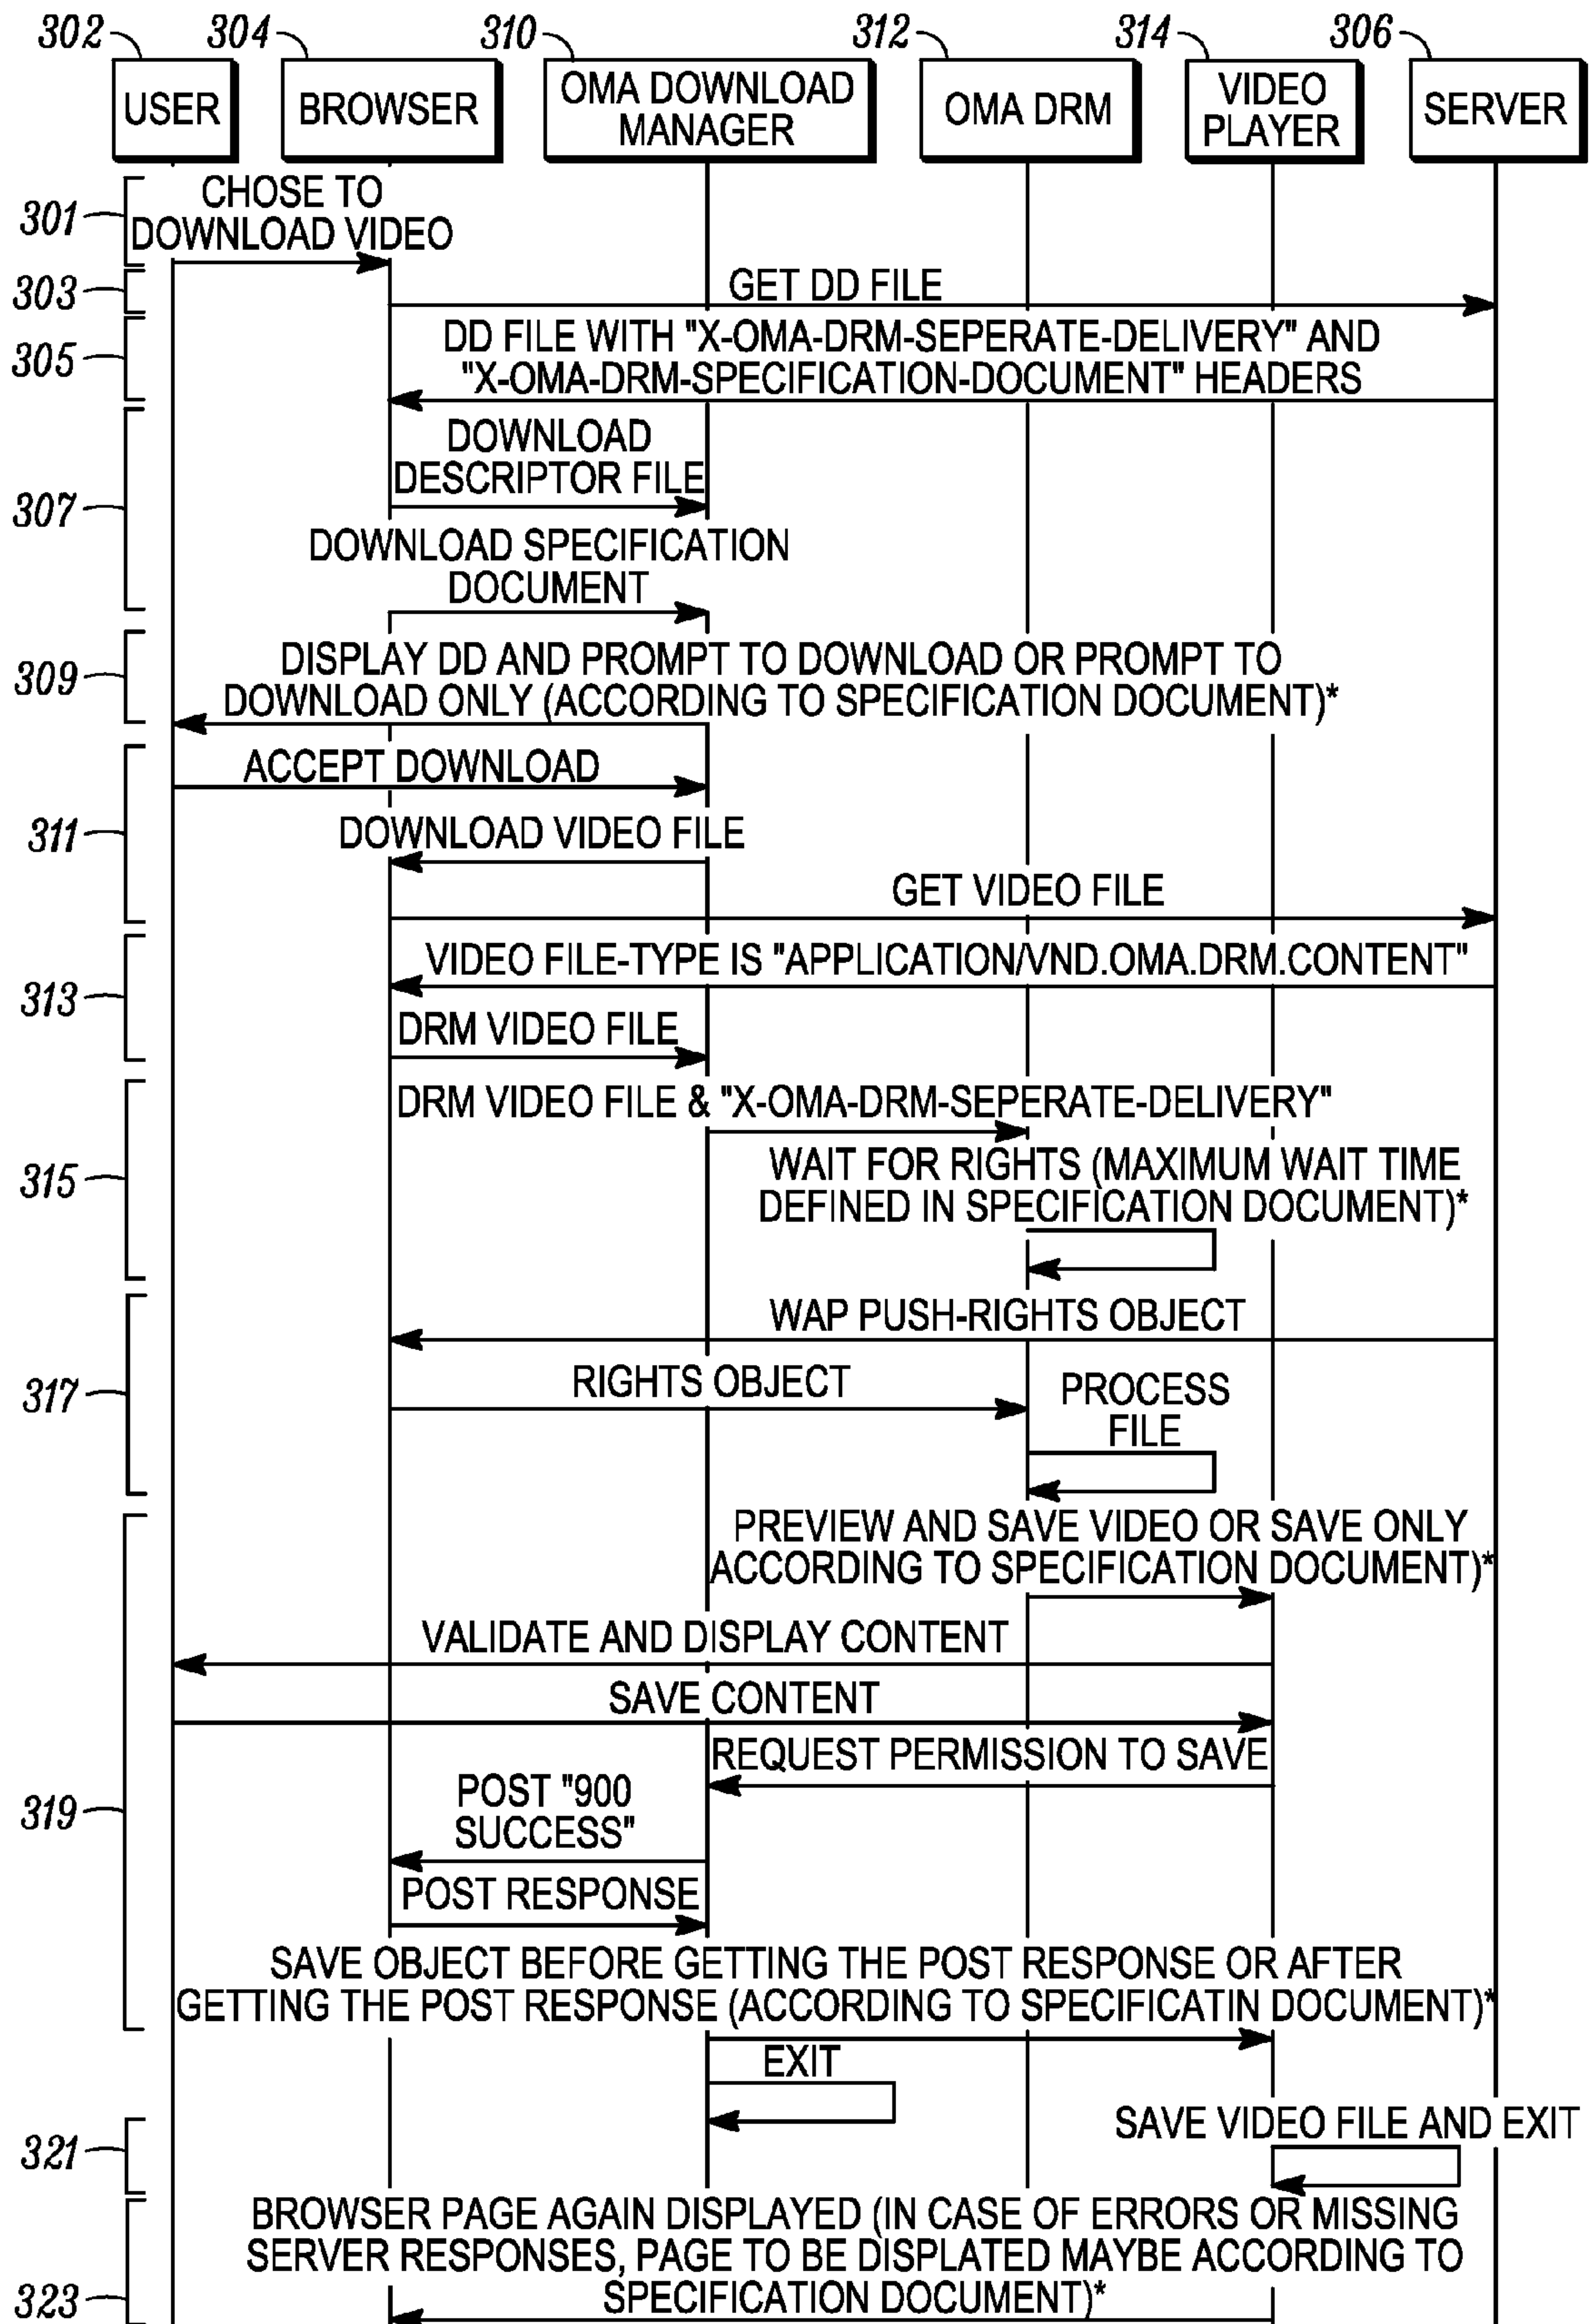 302 304 310 312 314 306
USER BROWSER OMA DOWNLOAD MANAGER OMA DRM VIDEO PLAYER SERVER
301
CHOSE TO
DOWNLOAD VIDEO
303
GET DD FILE
305
DD FILE WITH "X-OMA-DRM-SEPERATE-DELIVERY" AND
"X-OMA-DRM-SPECIFICATION-DOCUMENT" HEADERS
307
DOWNLOAD
DESCRIPTOR FILE
DOWNLOAD SPECIFICATION
DOCUMENT
309
DISPLAY DD AND PROMPT TO DOWNLOAD OR PROMPT TO
DOWNLOAD ONLY (ACCORDING TO SPECIFICATION DOCUMENT)*
311
ACCEPT DOWNLOAD
DOWNLOAD VIDEO FILE
GET VIDEO FILE
313
VIDEO FILE-TYPE IS "APPLICATION/VND.OMA.DRM.CONTENT"
DRM VIDEO FILE
315
DRM VIDEO FILE & "X-OMA-DRM-SEPERATE-DELIVERY"
WAIT FOR RIGHTS (MAXIMUM WAIT TIME
DEFINED IN SPECIFICATION DOCUMENT)*
317
WAP PUSH-RIGHTS OBJECT
RIGHTS OBJECT
PROCESS
FILE
319
PREVIEW AND SAVE VIDEO OR SAVE ONLY
ACCORDING TO SPECIFICATION DOCUMENT)*
VALIDATE AND DISPLAY CONTENT
SAVE CONTENT
REQUEST PERMISSION TO SAVE
POST "900
SUCCESS"
POST RESPONSE
SAVE OBJECT BEFORE GETTING THE POST RESPONSE OR AFTER
GETTING THE POST RESPONSE (ACCORDING TO SPECIFICATIN DOCUMENT)*
EXIT
321
SAVE VIDEO FILE AND EXIT
323
BROWSER PAGE AGAIN DISPLAYED (IN CASE OF ERRORS OR MISSING
SERVER RESPONSES, PAGE TO BE DISPLATED MAYBE ACCORDING TO
SPECIFICATION DOCUMENT)*